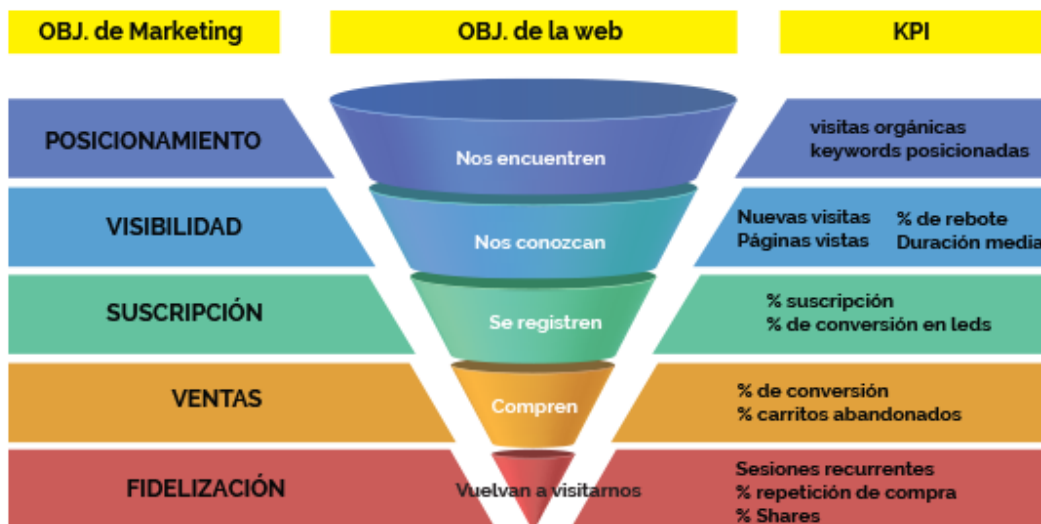 OBJ. de Marketing
OBJ. de la web
KPI
POSICIONAMIENTO
Nos encuentren
visitas orgánicas
keywords posicionadas
VISIBILIDAD
Nos conozcan
Nuevas visitas
Páginas vistas
% de rebote
Duración media
SUSCRIPCIÓN
Se registren
% suscripción
% de conversión en leds
VENTAS
Compren
% de conversión
% carritos abandonados
FIDELIZACIÓN
Vuelvan a visitarnos
Sesiones recurrentes
% repetición de compra
% Shares